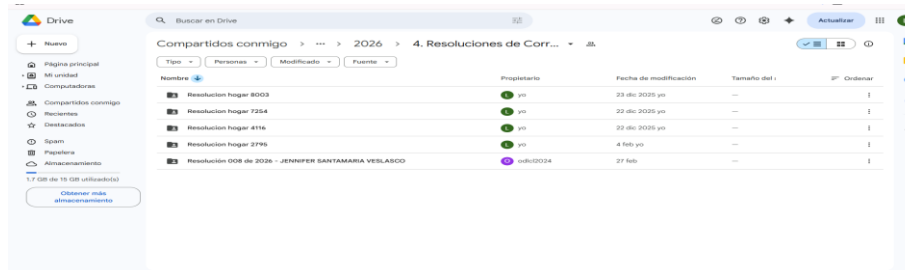 Drive
Buscar en Drive
Actualizar
Nuevo
Compartidos conmigo > ... > 2026 > 4. Resoluciones de Corr...
Tipo Personas Modificado Fuente
Página principal
Mi unidad
Computadoras
Compartidos conmigo
Recientes
Destacados
Spam
Papelera
Almacenamiento
1.7 GB de 15 GB utilizado(s)
Obtener más
almacenamiento
Nombre Propietario Fecha de modificación Tamaño del Ordenar
Resolucion hogar 8003 yo 23 dic 2025 yo —
Resolucion hogar 7254 yo 22 dic 2025 yo —
Resolucion hogar 4116 yo 22 dic 2025 yo —
Resolucion hogar 2795 yo 4 feb yo —
Resolución 008 de 2026 - JENNIFER SANTAMARIA VESLASCO odlcl2024 27 feb —